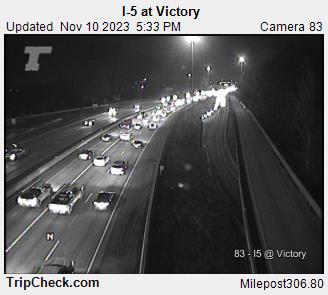 I-5 at Victory
Updated Nov 10 2023 5:33 PM Camera 83
T
N
83 - I5 @ Victory
TripCheck.com Milepost306.80